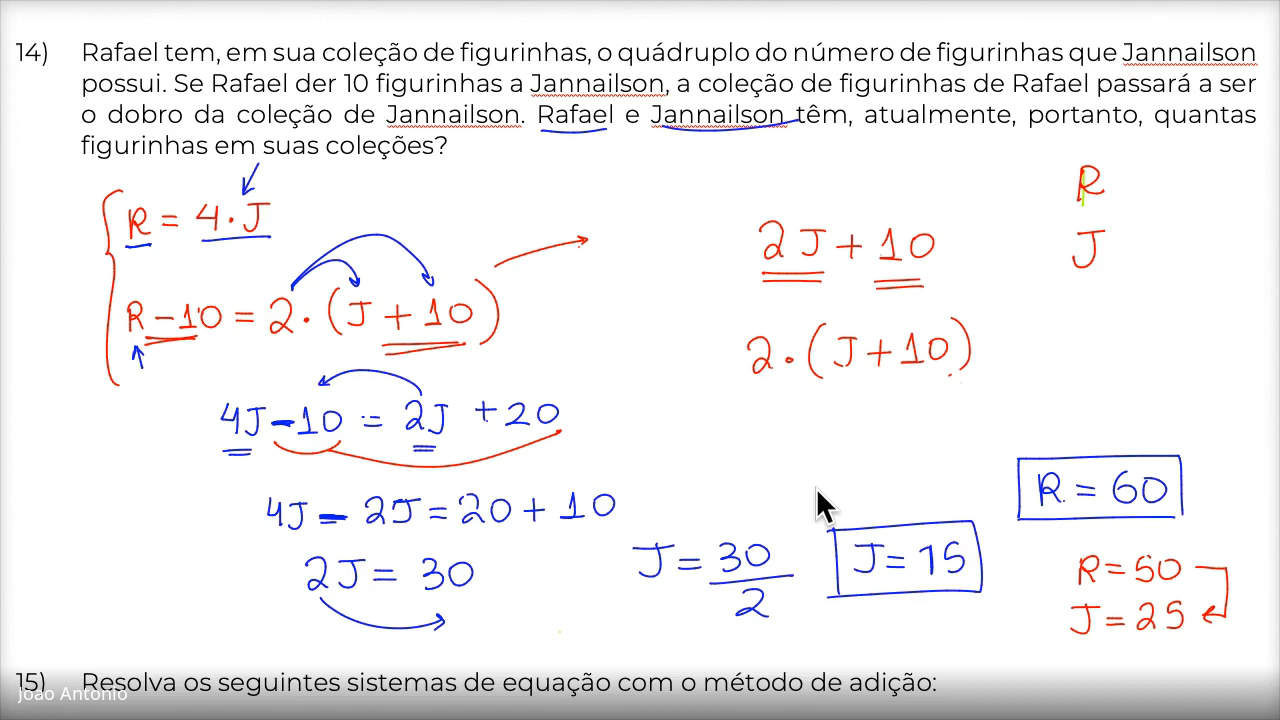 14) Rafael tem, em sua coleção de figurinhas, o quádruplo do número de figurinhas que Jannailson
possui. Se Rafael der 10 figurinhas a Jannailson, a coleção de figurinhas de Rafael passará a ser
o dobro da coleção de Jannailson. Rafael e Jannailson têm, atualmente, portanto, quantas
figurinhas em suas coleções?
R = 4·J
R-10 = 2·(J+10)
4J-10 = 2J +20
4J - 2J = 20 + 10
2J = 30
R
J
2J + 10
2·(J+10)
J = 30/2
J = 15
R = 60
R = 50
J = 25
15) Resolva os seguintes sistemas de equação com o método de adição:
João Antonio